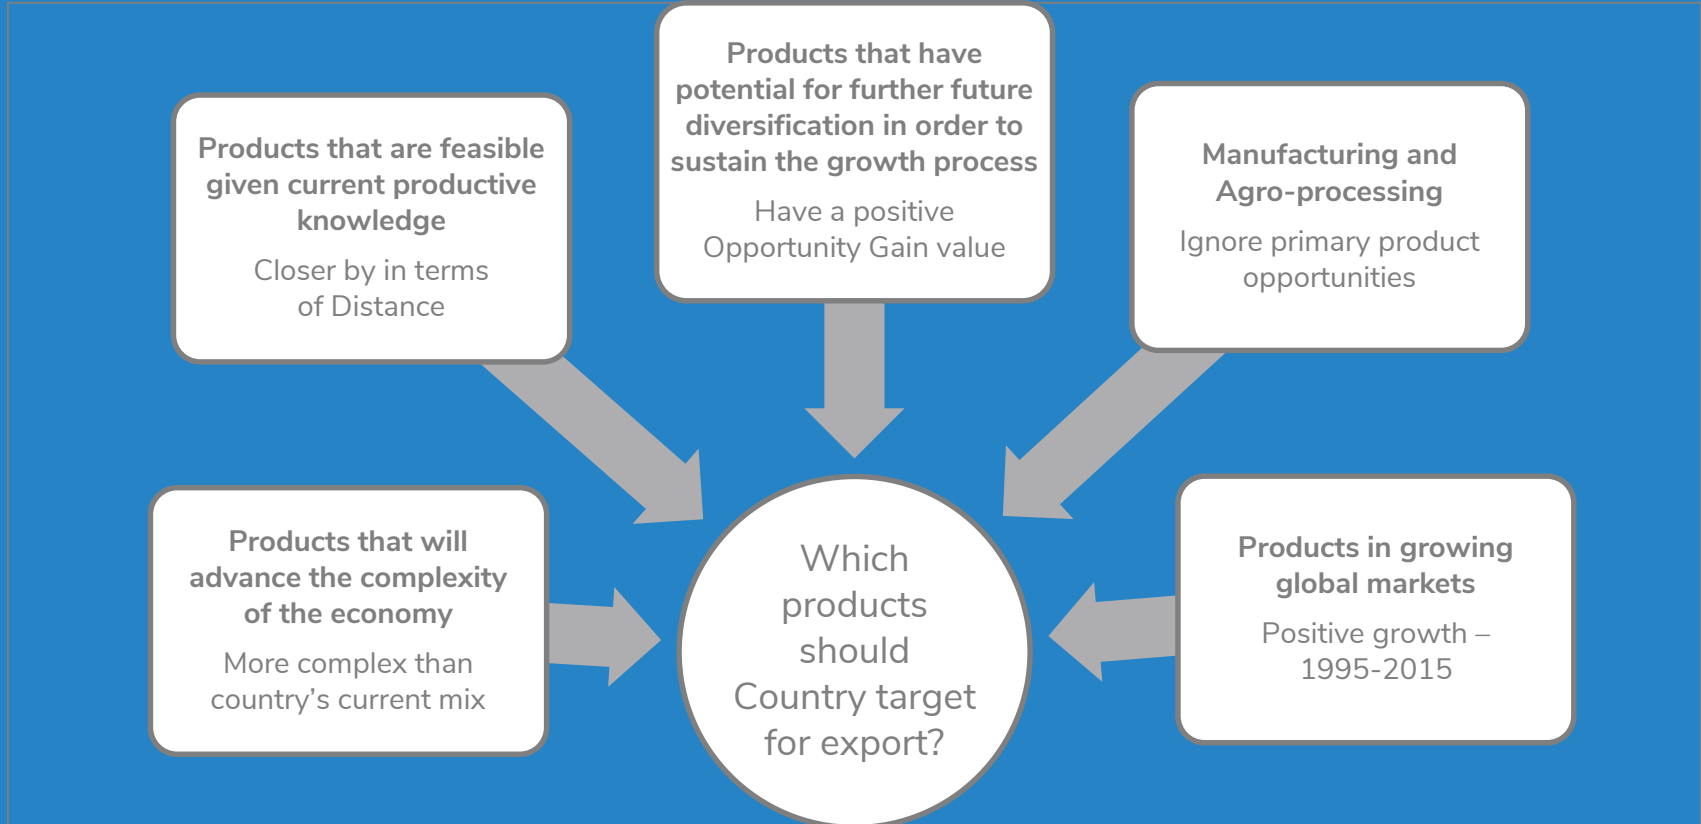 Products that have
potential for further future
diversification in order to
sustain the growth process
Have a positive
Opportunity Gain value
Products that are feasible
given current productive
knowledge
Closer by in terms
of Distance
Manufacturing and
Agro-processing
Ignore primary product
opportunities
Products that will
advance the complexity
of the economy
More complex than
country’s current mix
Which
products
should
Country target
for export?
Products in growing
global markets
Positive growth –
1995-2015